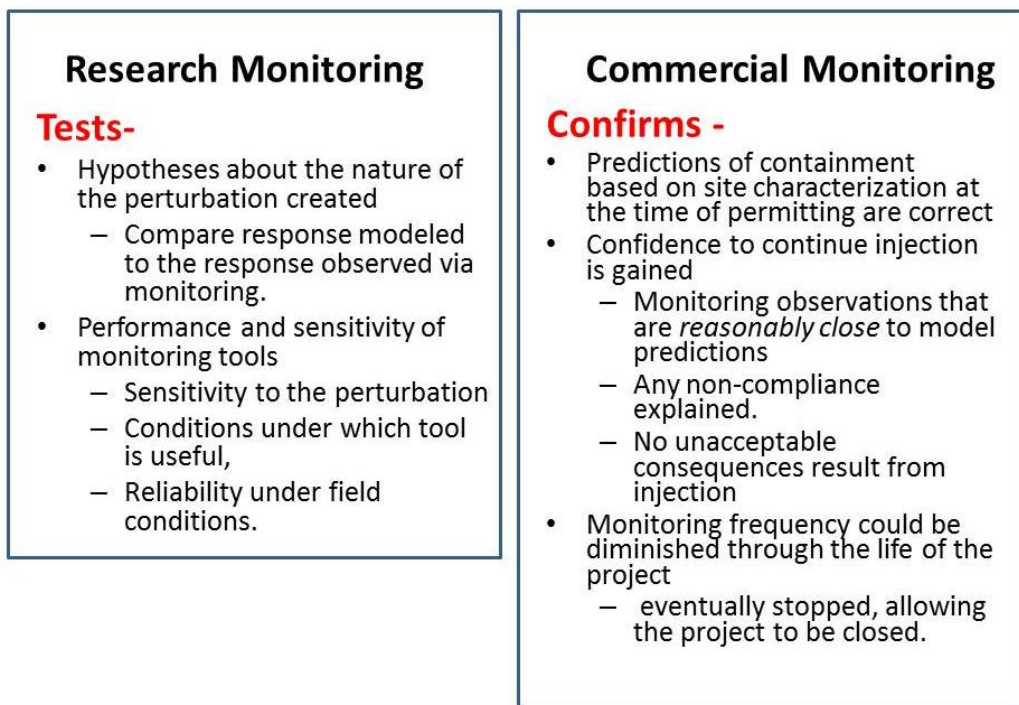 Research Monitoring
Tests-
• Hypotheses about the nature of
the perturbation created
– Compare response modeled
to the response observed via
monitoring.
• Performance and sensitivity of
monitoring tools
– Sensitivity to the perturbation
– Conditions under which tool
is useful,
– Reliability under field
conditions.
Commercial Monitoring
Confirms -
• Predictions of containment
based on site characterization at
the time of permitting are correct
• Confidence to continue injection
is gained
– Monitoring observations that
are reasonably close to model
predictions
– Any non-compliance
explained.
– No unacceptable
consequences result from
injection
• Monitoring frequency could be
diminished through the life of the
project
– eventually stopped, allowing
the project to be closed.